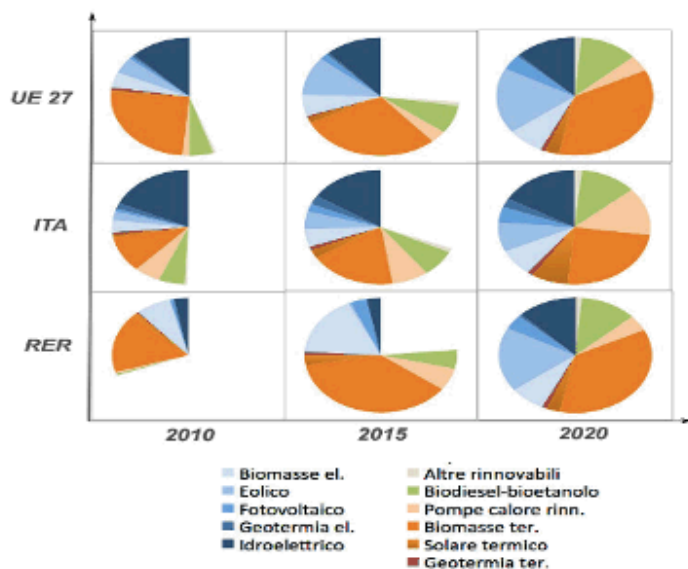 UE 27
ITA
RER
2010 2015 2020
Biomasse el. Altre rinnovabili
Eolico Biodiesel-bioetanolo
Fotovoltaico Pompe calore rinn.
Geotermia el. Biomasse ter.
Idroelettrico Solare termico
Geotermia ter.